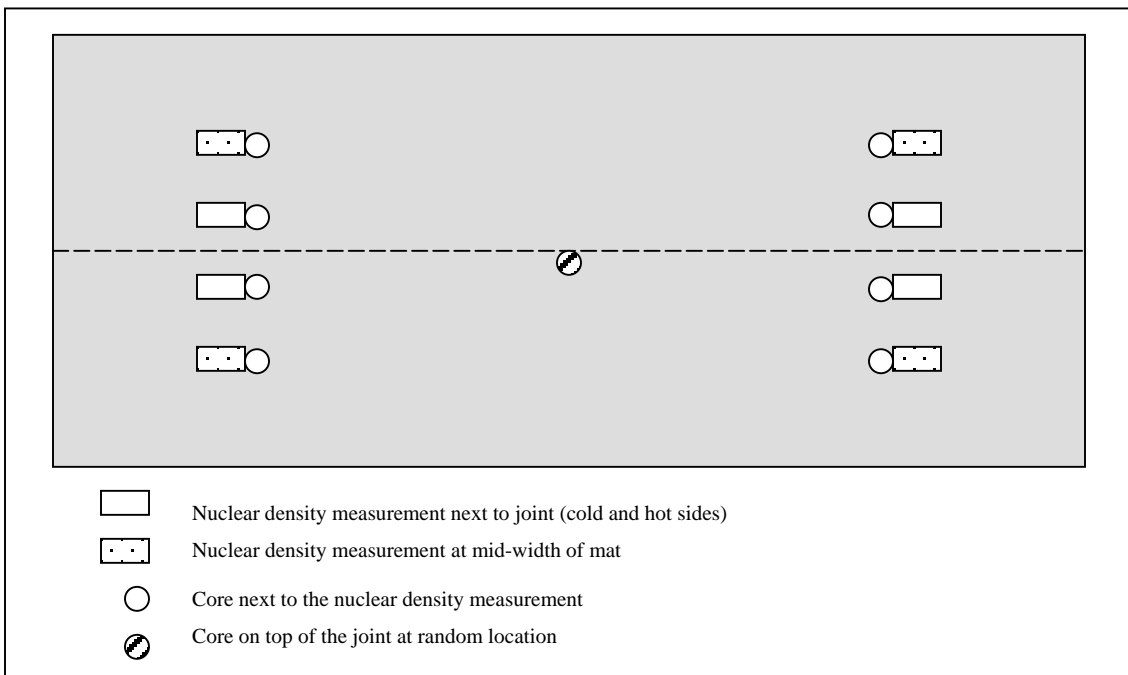 Nuclear density measurement next to joint (cold and hot sides)
Nuclear density measurement at mid-width of mat
Core next to the nuclear density measurement
Core on top of the joint at random location